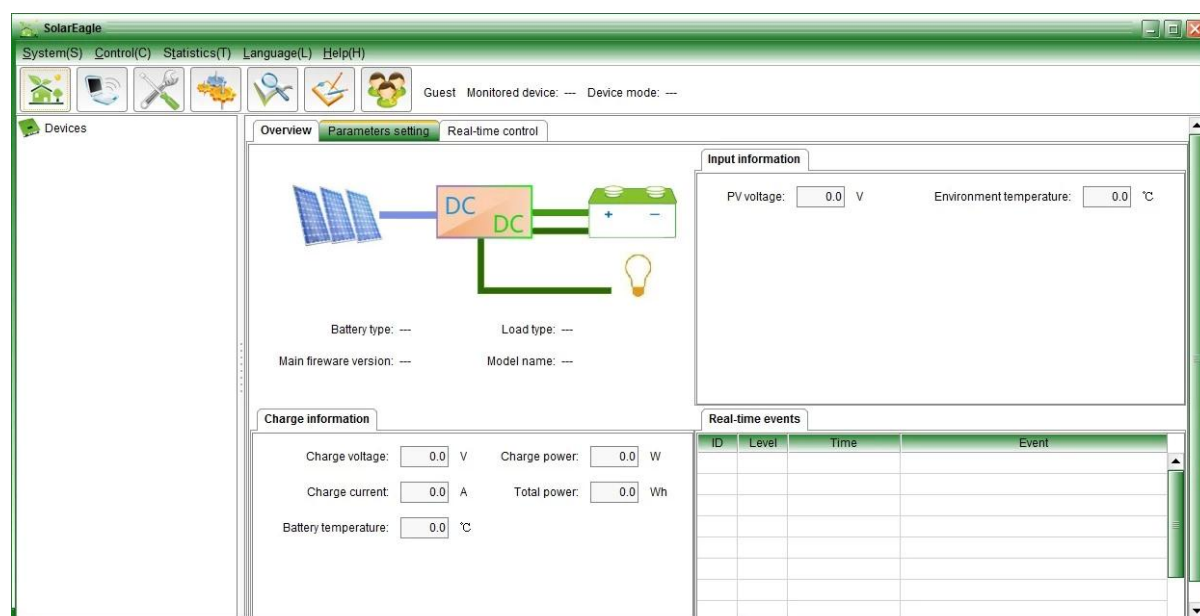 SolarEagle
System(S) Control(C) Statistics(T) Language(L) Help(H)
Guest Monitored device: --- Device mode: ---
Devices
Overview Parameters setting Real-time control
DC
DC
+ −
Battery type: --- Load type: ---
Main fireware version: --- Model name: ---
Input information
PV voltage: 0.0 V Environment temperature: 0.0 ℃
Charge information
Charge voltage: 0.0 V Charge power: 0.0 W
Charge current: 0.0 A Total power: 0.0 Wh
Battery temperature: 0.0 ℃
Real-time events
ID Level Time Event